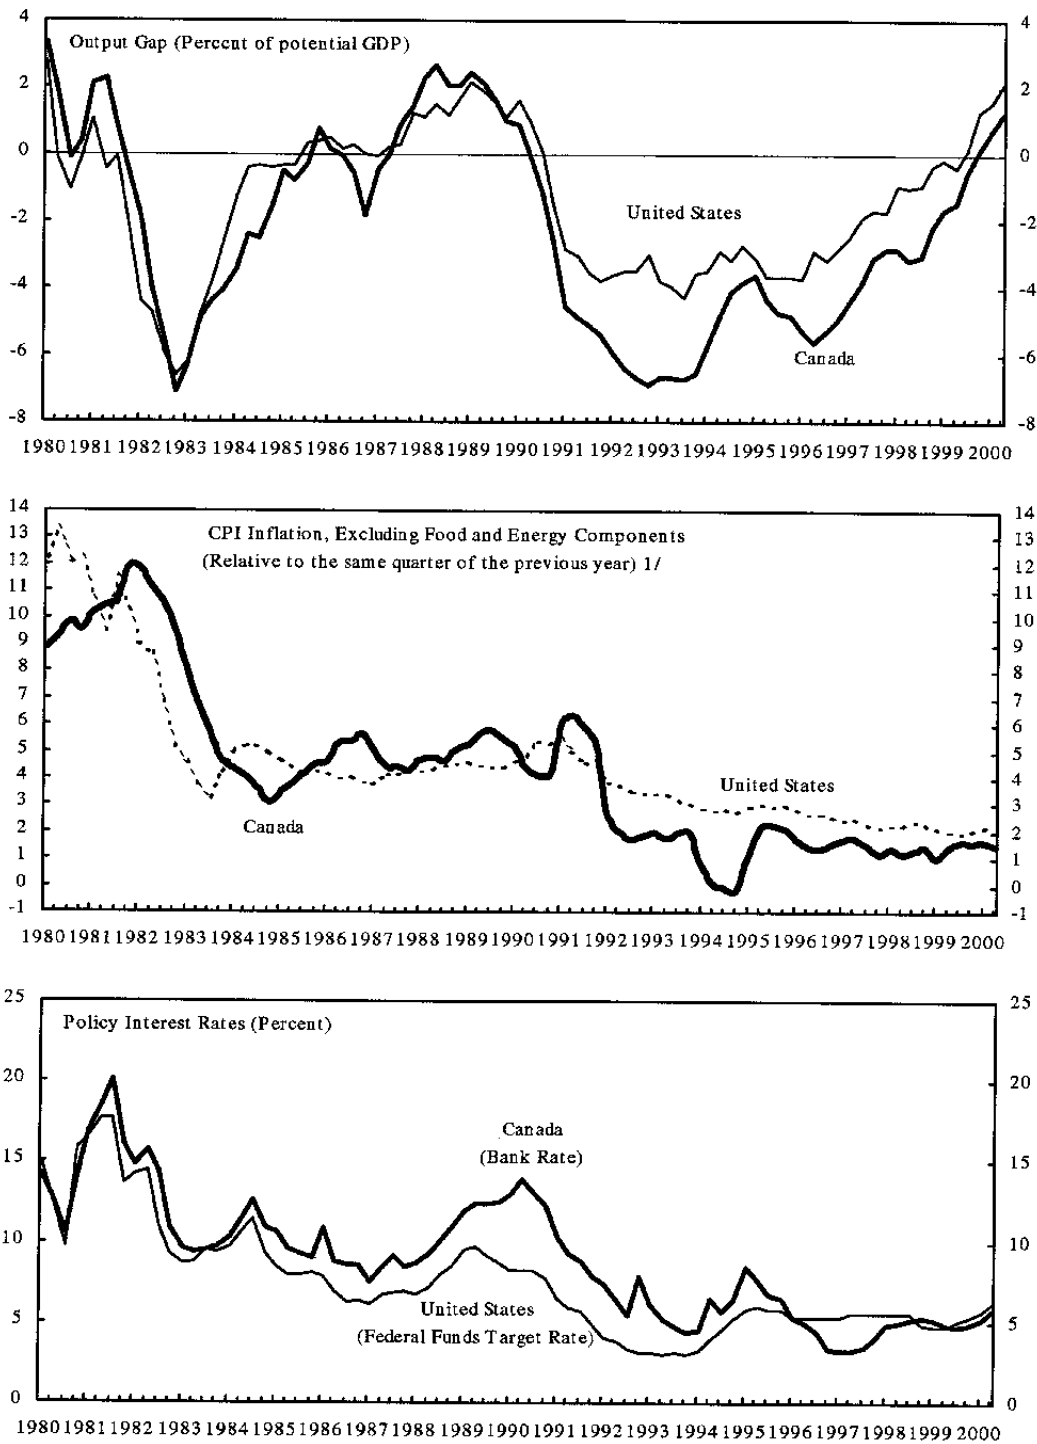 Output Gap (Percent of potential GDP)
4 4
2 2
0 0
United States
-2 -2
-4 -4
Canada
-6 -6
-8 -8
1980 1981 1982 1983 1984 1985 1986 1987 1988 1989 1990 1991 1992 1993 1994 1995 1996 1997 1998 1999 2000
14 14
CPI Inflation, Excluding Food and Energy Components
13 13
(Relative to the same quarter of the previous year) 1/
12 12
11 11
10 10
9 9
8 8
7 7
6 6
5 5
4 4
United States
3 3
Canada
2 2
1 1
0 0
-1 -1
1980 1981 1982 1983 1984 1985 1986 1987 1988 1989 1990 1991 1992 1993 1994 1995 1996 1997 1998 1999 2000
25 25
Policy Interest Rates (Percent)
20 20
Canada
(Bank Rate)
15 15
10 10
United States
5 5
(Federal Funds Target Rate)
0 0
1980 1981 1982 1983 1984 1985 1986 1987 1988 1989 1990 1991 1992 1993 1994 1995 1996 1997 1998 1999 2000